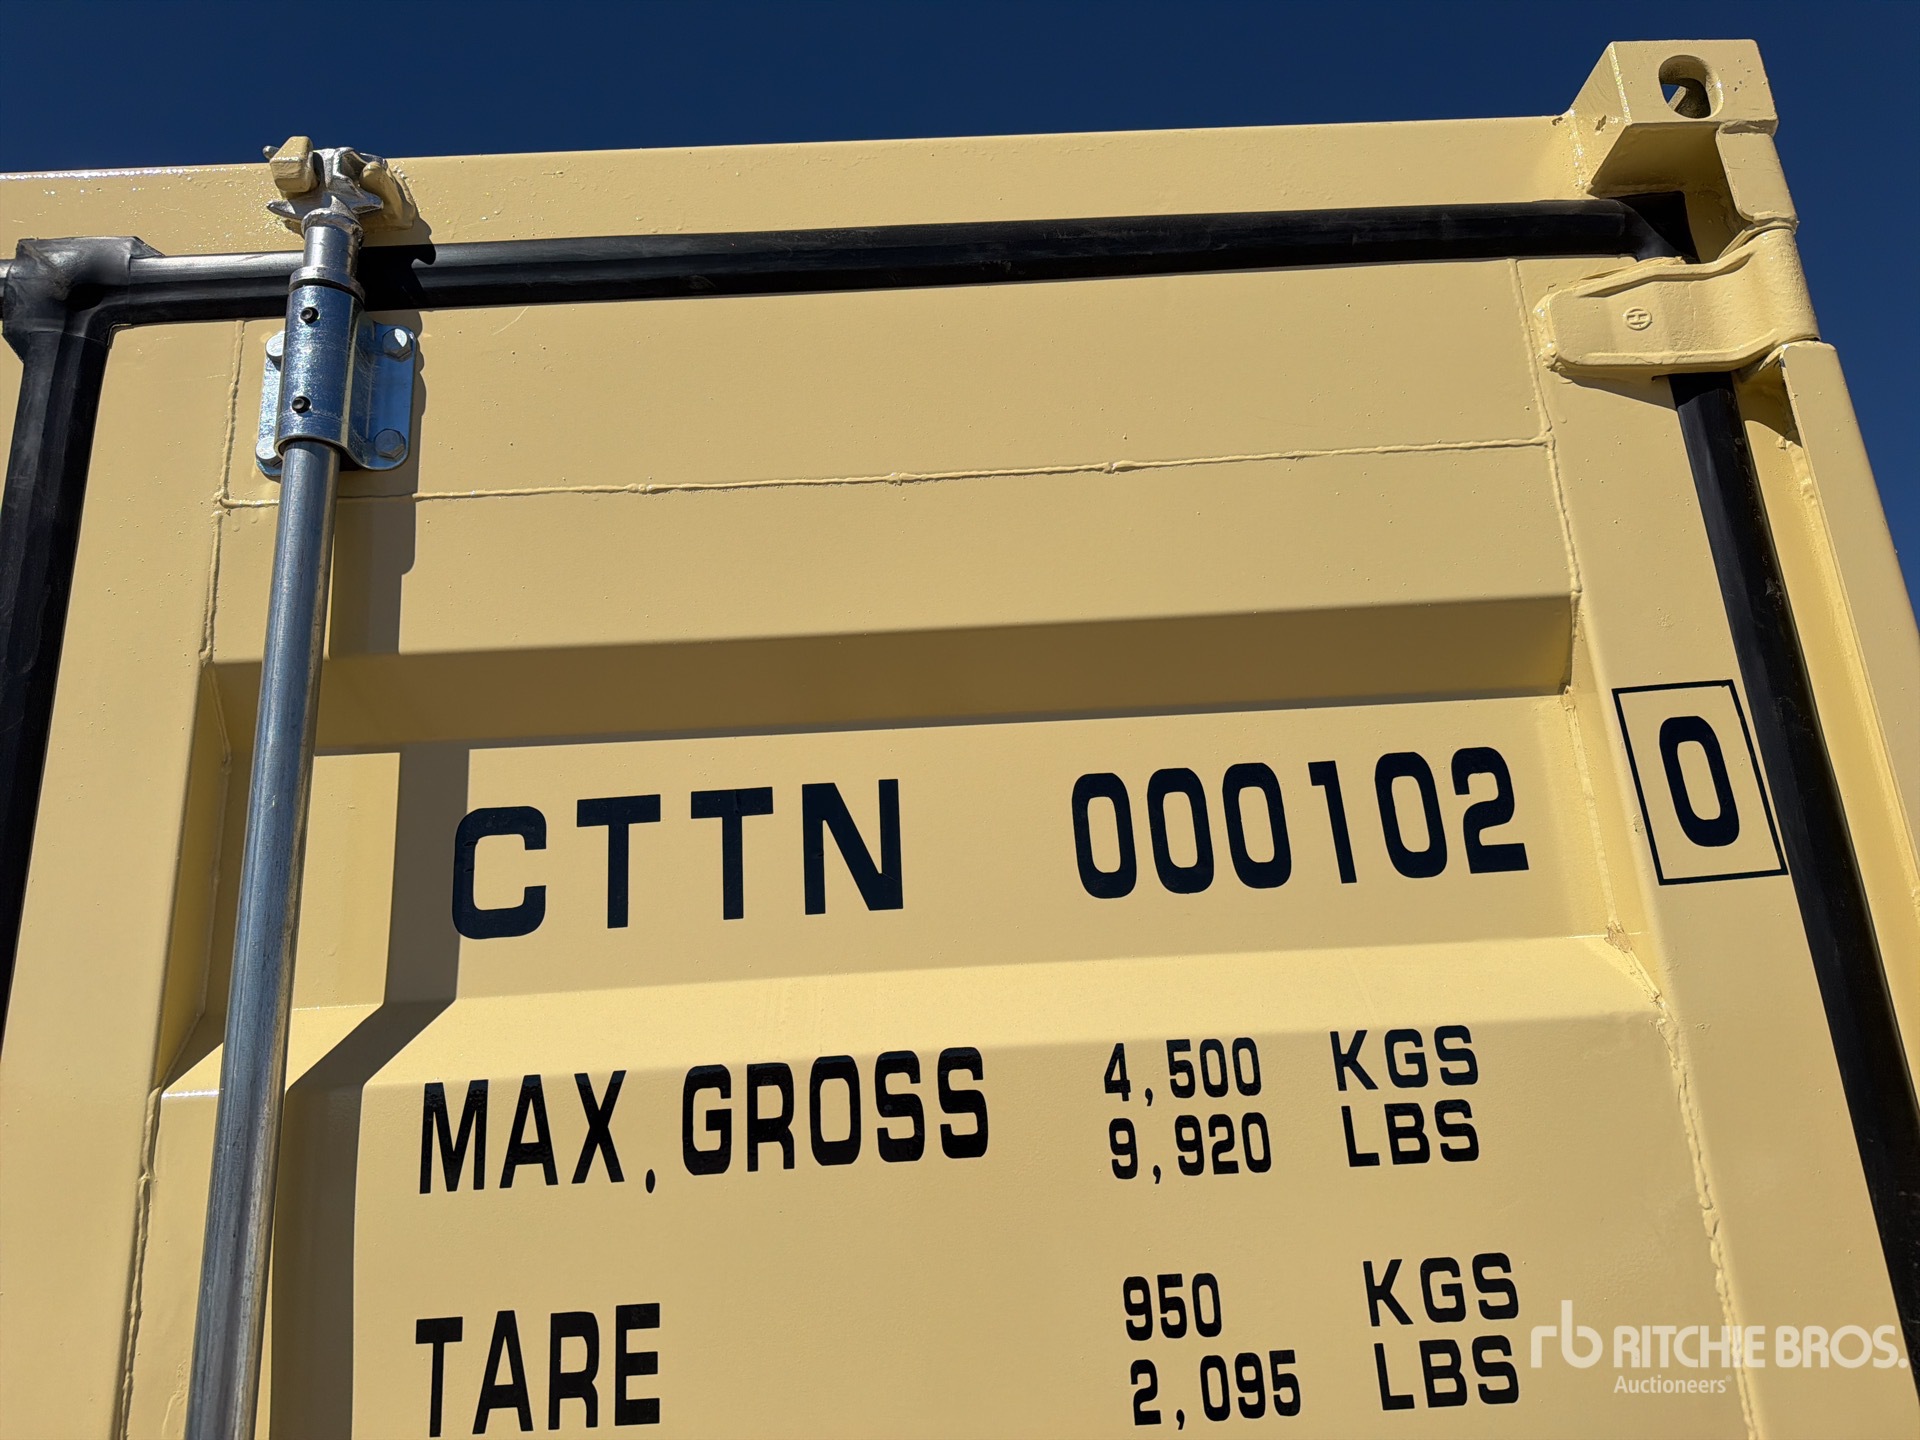 CTTN 000102 0
MAX.GROSS 4,500 KGS
9,920 LBS
TARE 950 KGS
2,095 LBS
rb RITCHIE BROS.
Auctioneers